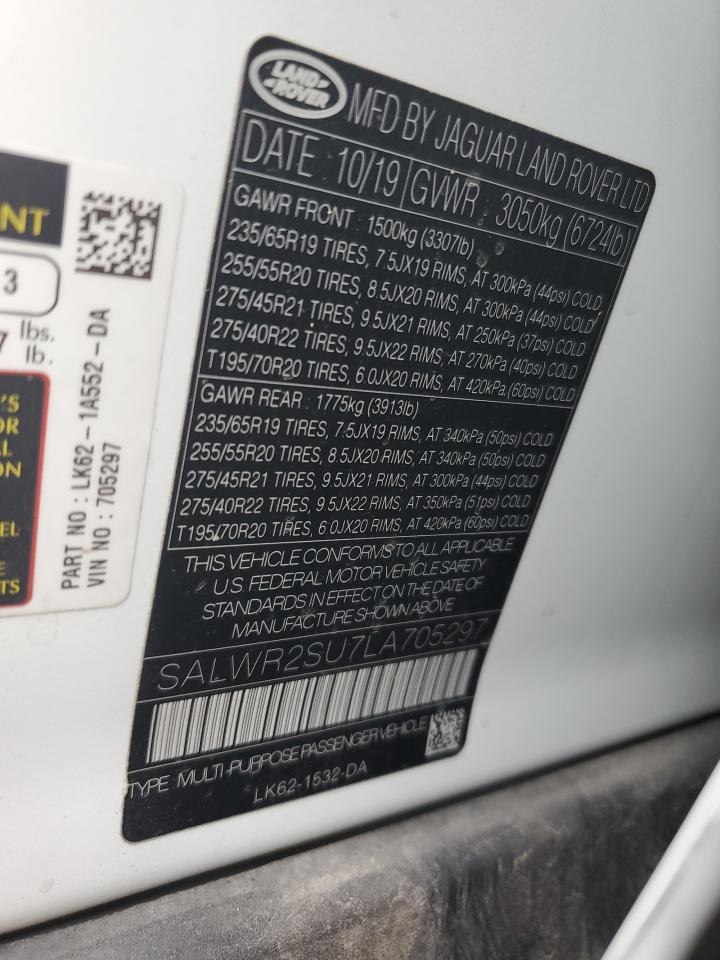 NT
3
7 lbs.
lb.
'S
OR
AL
ON
EL
E
TS
PART NO : LK62-1A552-DA
VIN NO : 705297
LAND
ROVER
MFD BY JAGUAR LAND ROVER LTD
DATE : 10/19 GVWR : 3050kg (6724lb)
GAWR FRONT : 1500kg (3307lb)
235/65R19 TIRES, 7.5JX19 RIMS, AT 300kPa (44psi) COLD
255/55R20 TIRES, 8.5JX20 RIMS, AT 300kPa (44psi) COLD
275/45R21 TIRES, 9.5JX21 RIMS, AT 250kPa (37psi) COLD
275/40R22 TIRES, 9.5JX22 RIMS, AT 270kPa (40psi) COLD
T195/70R20 TIRES, 6.0JX20 RIMS, AT 420kPa (60psi) COLD
GAWR REAR : 1775kg (3913lb)
235/65R19 TIRES, 7.5JX19 RIMS, AT 340kPa (50psi) COLD
255/55R20 TIRES, 8.5JX20 RIMS, AT 340kPa (50psi) COLD
275/45R21 TIRES, 9.5JX21 RIMS, AT 300kPa (44psi) COLD
275/40R22 TIRES, 9.5JX22 RIMS, AT 350kPa (51psi) COLD
T195/70R20 TIRES, 6.0JX20 RIMS, AT 420kPa (60psi) COLD
THIS VEHICLE CONFORMS TO ALL APPLICABLE
U.S. FEDERAL MOTOR VEHICLE SAFETY
STANDARDS IN EFFECT ON THE DATE OF
MANUFACTURE SHOWN ABOVE
SALWR2SU7LA705297
TYPE : MULTI-PURPOSE PASSENGER VEHICLE
LK62-1532-DA